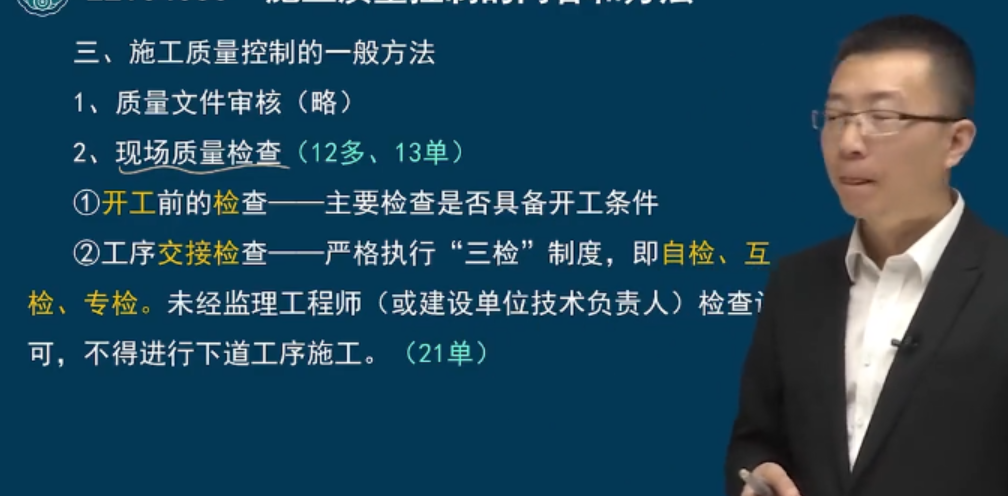 三、施工质量控制的一般方法
1、质量文件审核（略）
2、现场质量检查（12多、13单）
①开工前的检查——主要检查是否具备开工条件
②工序交接检查——严格执行“三检”制度，即自检、互
检、专检。未经监理工程师（或建设单位技术负责人）检查
可，不得进行下道工序施工。（21单）